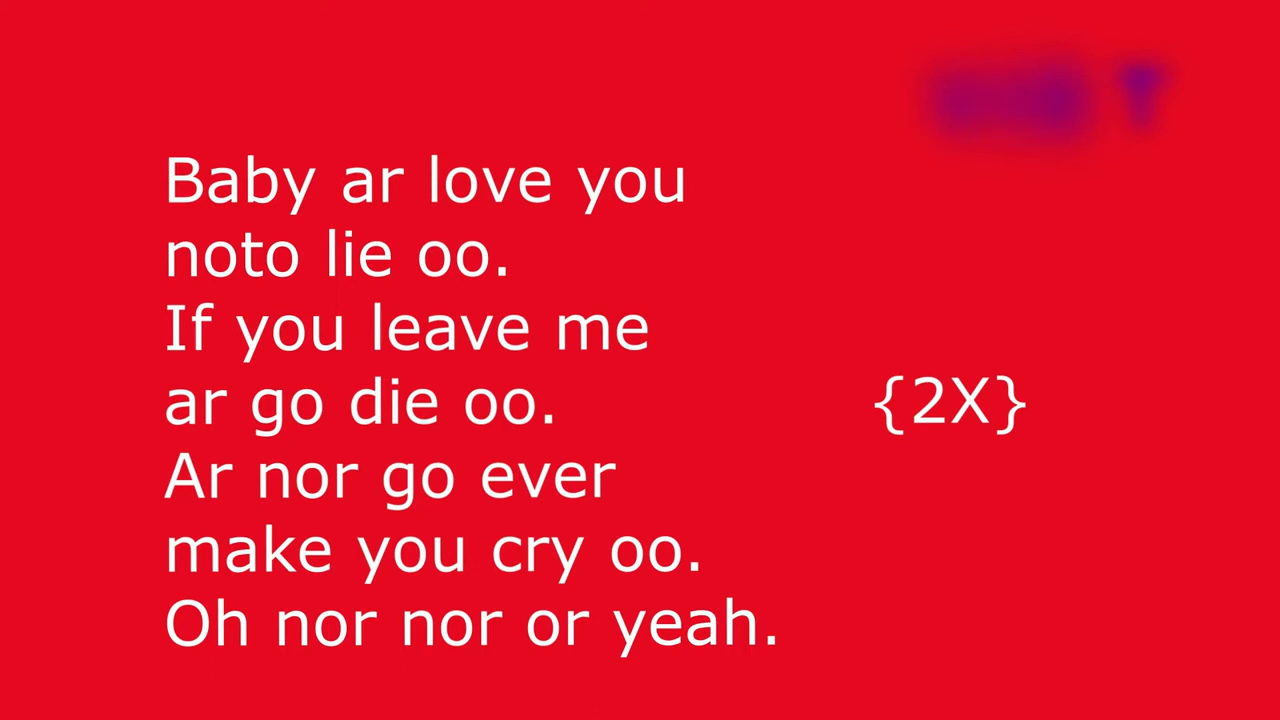 Baby ar love you
noto lie oo.
If you leave me
ar go die oo.
{2X}
Ar nor go ever
make you cry oo.
Oh nor nor or yeah.